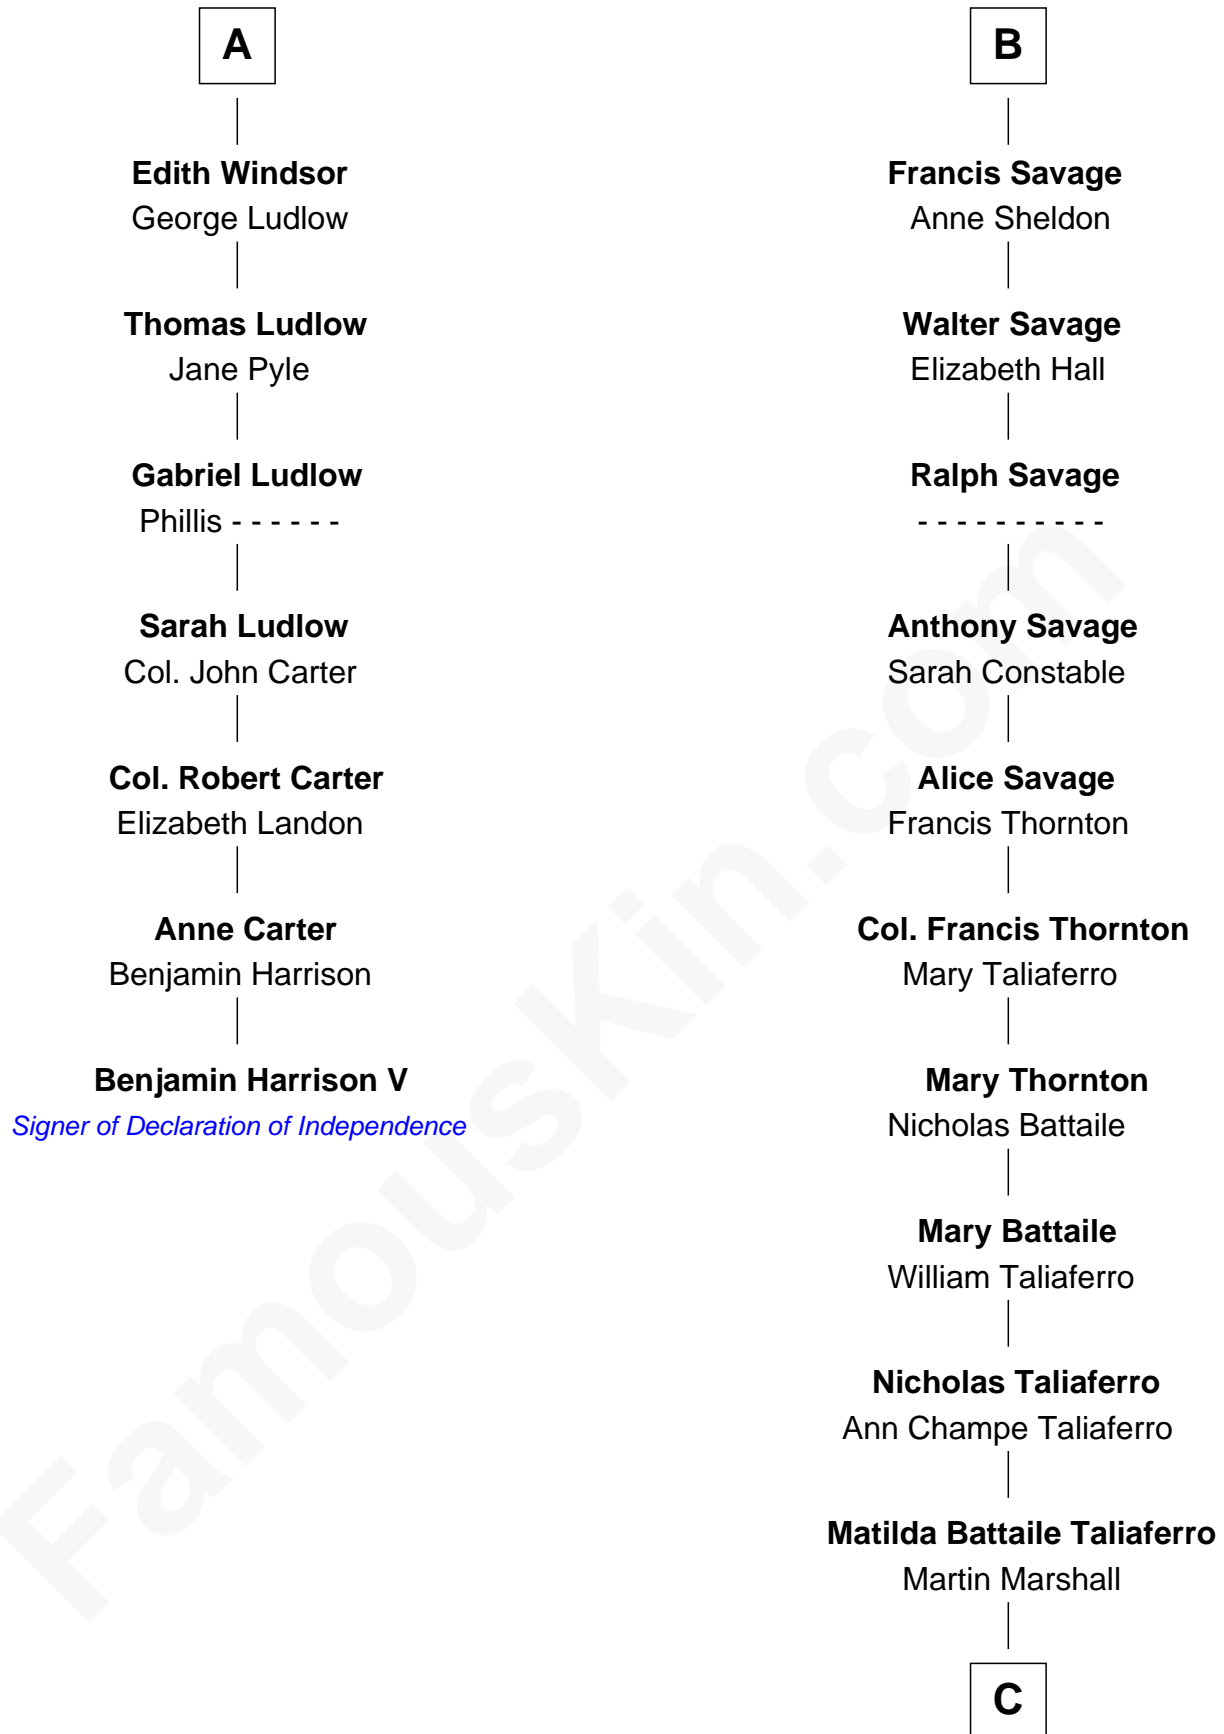 A
Edith Windsor
George Ludlow
Thomas Ludlow
Jane Pyle
Gabriel Ludlow
Phillis - - - - - -
Sarah Ludlow
Col. John Carter
Col. Robert Carter
Elizabeth Landon
Anne Carter
Benjamin Harrison
Benjamin Harrison V
Signer of Declaration of Independence
B
Francis Savage
Anne Sheldon
Walter Savage
Elizabeth Hall
Ralph Savage
- - - - - - - - - -
Anthony Savage
Sarah Constable
Alice Savage
Francis Thornton
Col. Francis Thornton
Mary Taliaferro
Mary Thornton
Nicholas Battaile
Mary Battaile
William Taliaferro
Nicholas Taliaferro
Ann Champe Taliaferro
Matilda Battaile Taliaferro
Martin Marshall
C
FamousKin.com